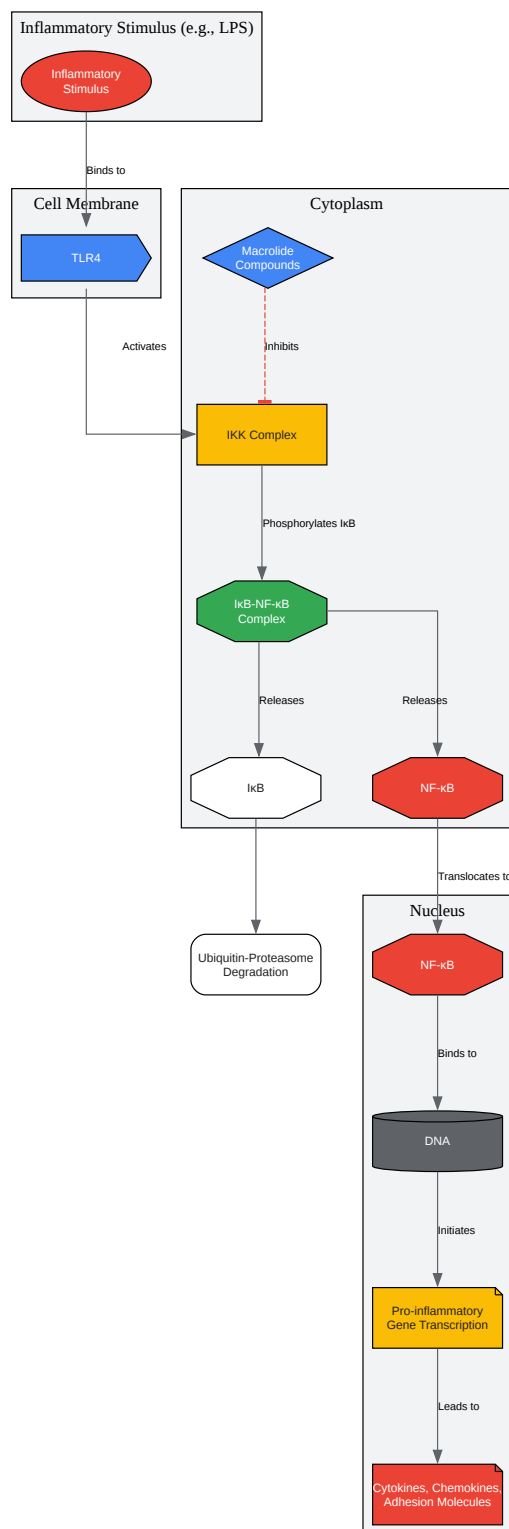 Inflammatory Stimulus (e.g., LPS)
Inflammatory
Stimulus
Binds to
Cell Membrane
TLR4
Activates
Cytoplasm
Macrolide
Compounds
Inhibits
IKK Complex
Phosphorylates IκB
IκB-NF-κB
Complex
Releases
Releases
IκB
NF-κB
Translocates to
Ubiquitin-Proteasome
Degradation
Nucleus
NF-κB
Binds to
DNA
Initiates
Pro-inflammatory
Gene Transcription
Leads to
Cytokines, Chemokines,
Adhesion Molecules